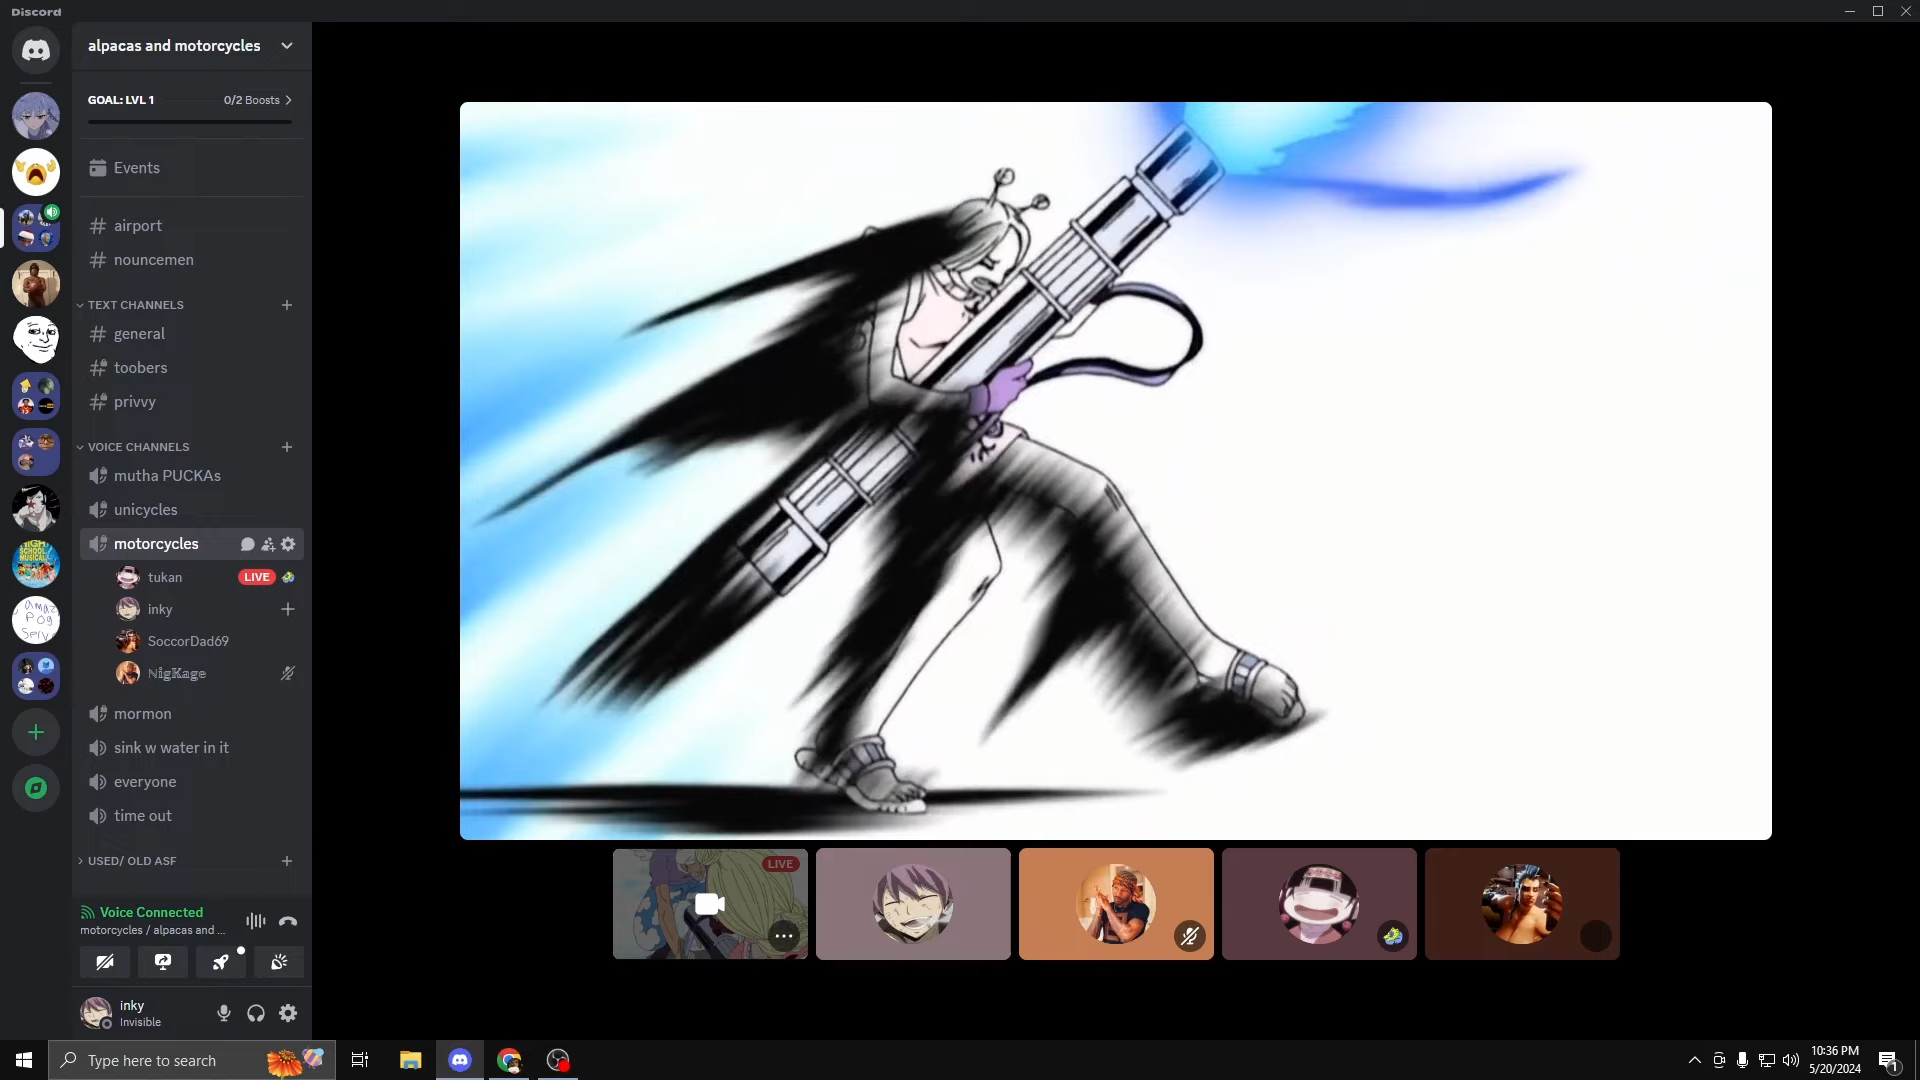 Discord
alpacas and motorcycles
GOAL: LVL 1 0/2 Boosts
Events
airport
nouncemen
TEXT CHANNELS
general
toobers
privvy
VOICE CHANNELS
mutha PUCKAs
unicycles
motorcycles
tukan LIVE
inky
SoccorDad69
ℕ𝕚𝕘𝕂𝕒𝕘𝕖
mormon
sink w water in it
everyone
time out
USED/ OLD ASF
LIVE
Voice Connected
motorcycles / alpacas and ...
inky
Invisible
Type here to search
10:36 PM
5/20/2024
1